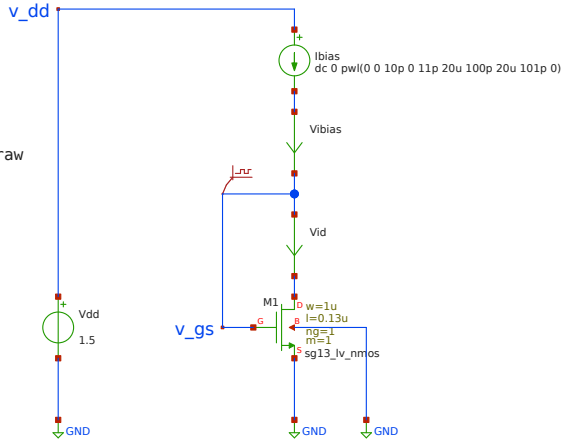 v_dd
+
Ibias
dc 0 pwl(0 0 10p 0 11p 20u 100p 20u 101p 0)
Vibias
raw
Vid
+
Vdd
1.5
M1
D
w=1u
l=0.13u
G
B
ng=1
m=1
S
sg13_lv_nmos
v_gs
GND
GND
GND